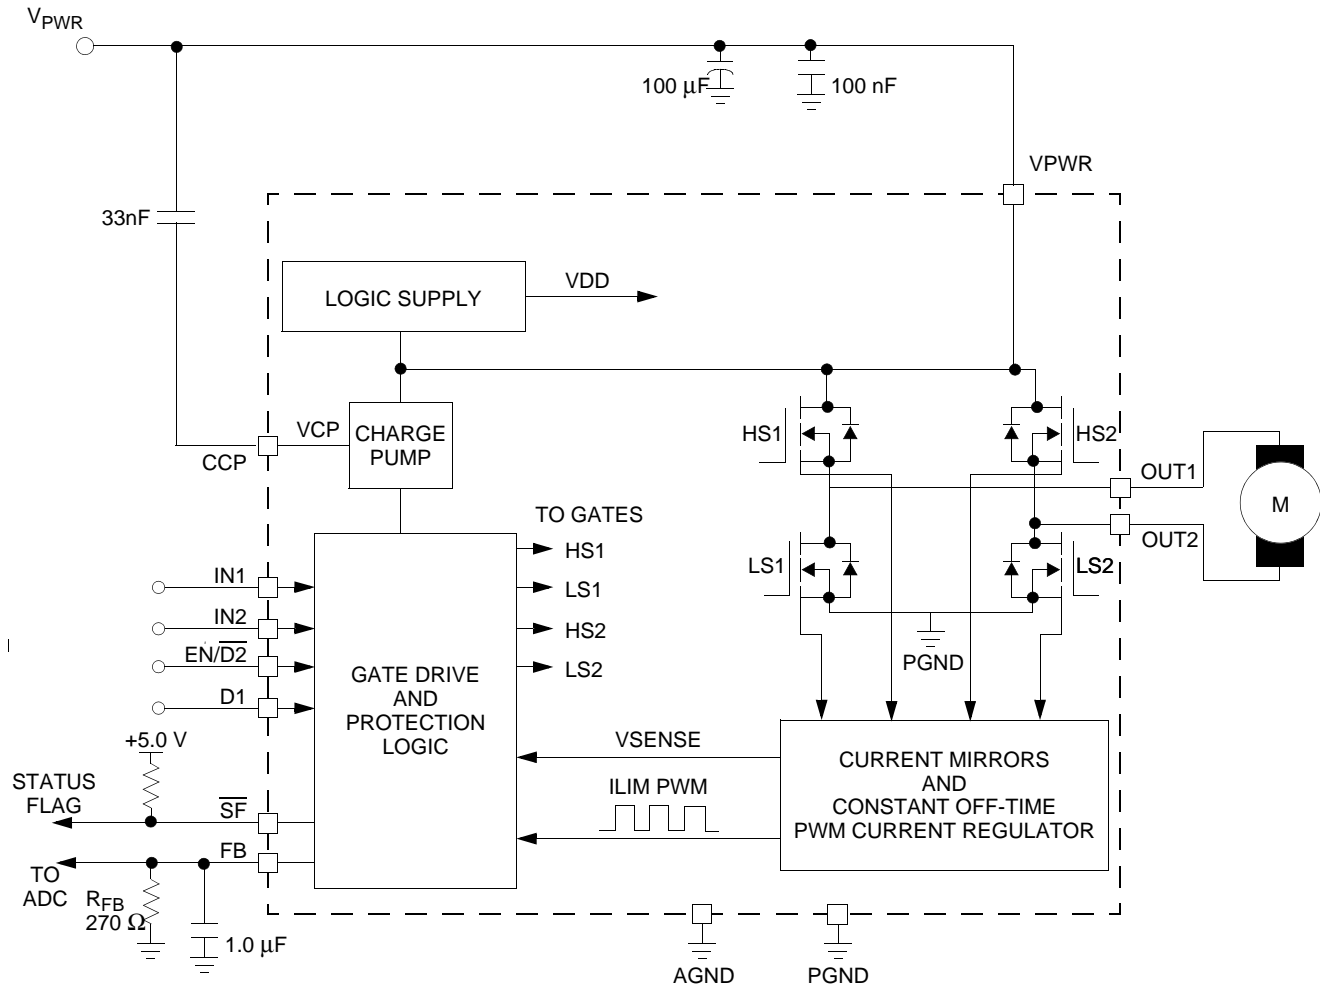 VPWR
100 µF
100 nF
VPWR
33nF
LOGIC SUPPLY
VDD
VCP
CCP
CHARGE
PUMP
HS1
HS2
OUT1
M
OUT2
TO GATES
HS1
LS1
HS2
LS2
LS1
LS2
PGND
IN1
IN2
EN/D2
D1
GATE DRIVE
AND
PROTECTION
LOGIC
+5.0 V
STATUS
FLAG
SF
FB
TO
ADC
RFB
270 Ω
1.0 µF
VSENSE
ILIM PWM
CURRENT MIRRORS
AND
CONSTANT OFF-TIME
PWM CURRENT REGULATOR
AGND
PGND